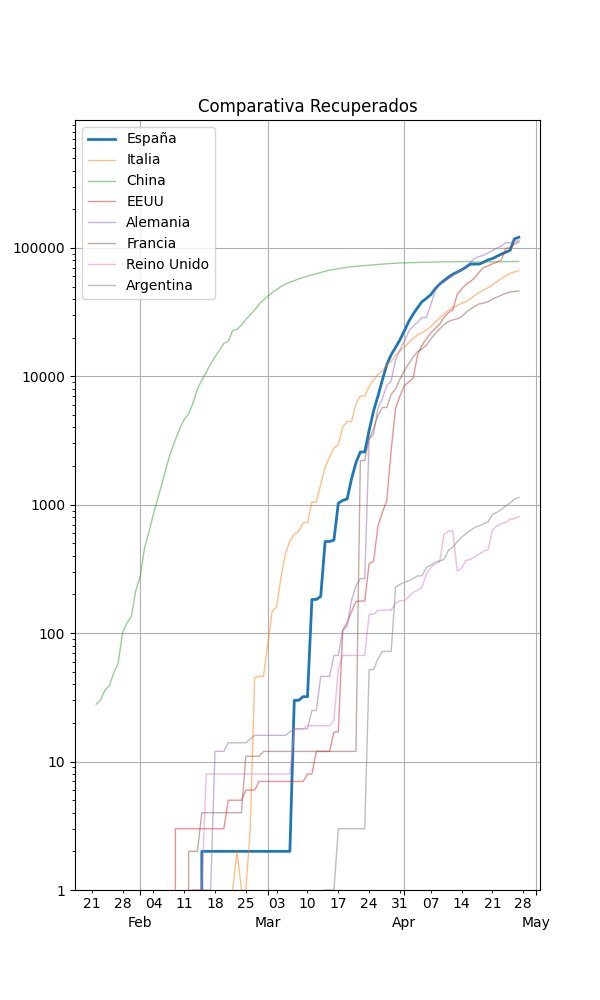 Comparativa Recuperados
España
Italia
China
EEUU
Alemania
Francia
Reino Unido
Argentina
100000
10000
1000
100
10
1
21 28 04 11 18 25 03 10 17 24 31 07 14 21 28
Feb Mar Apr May